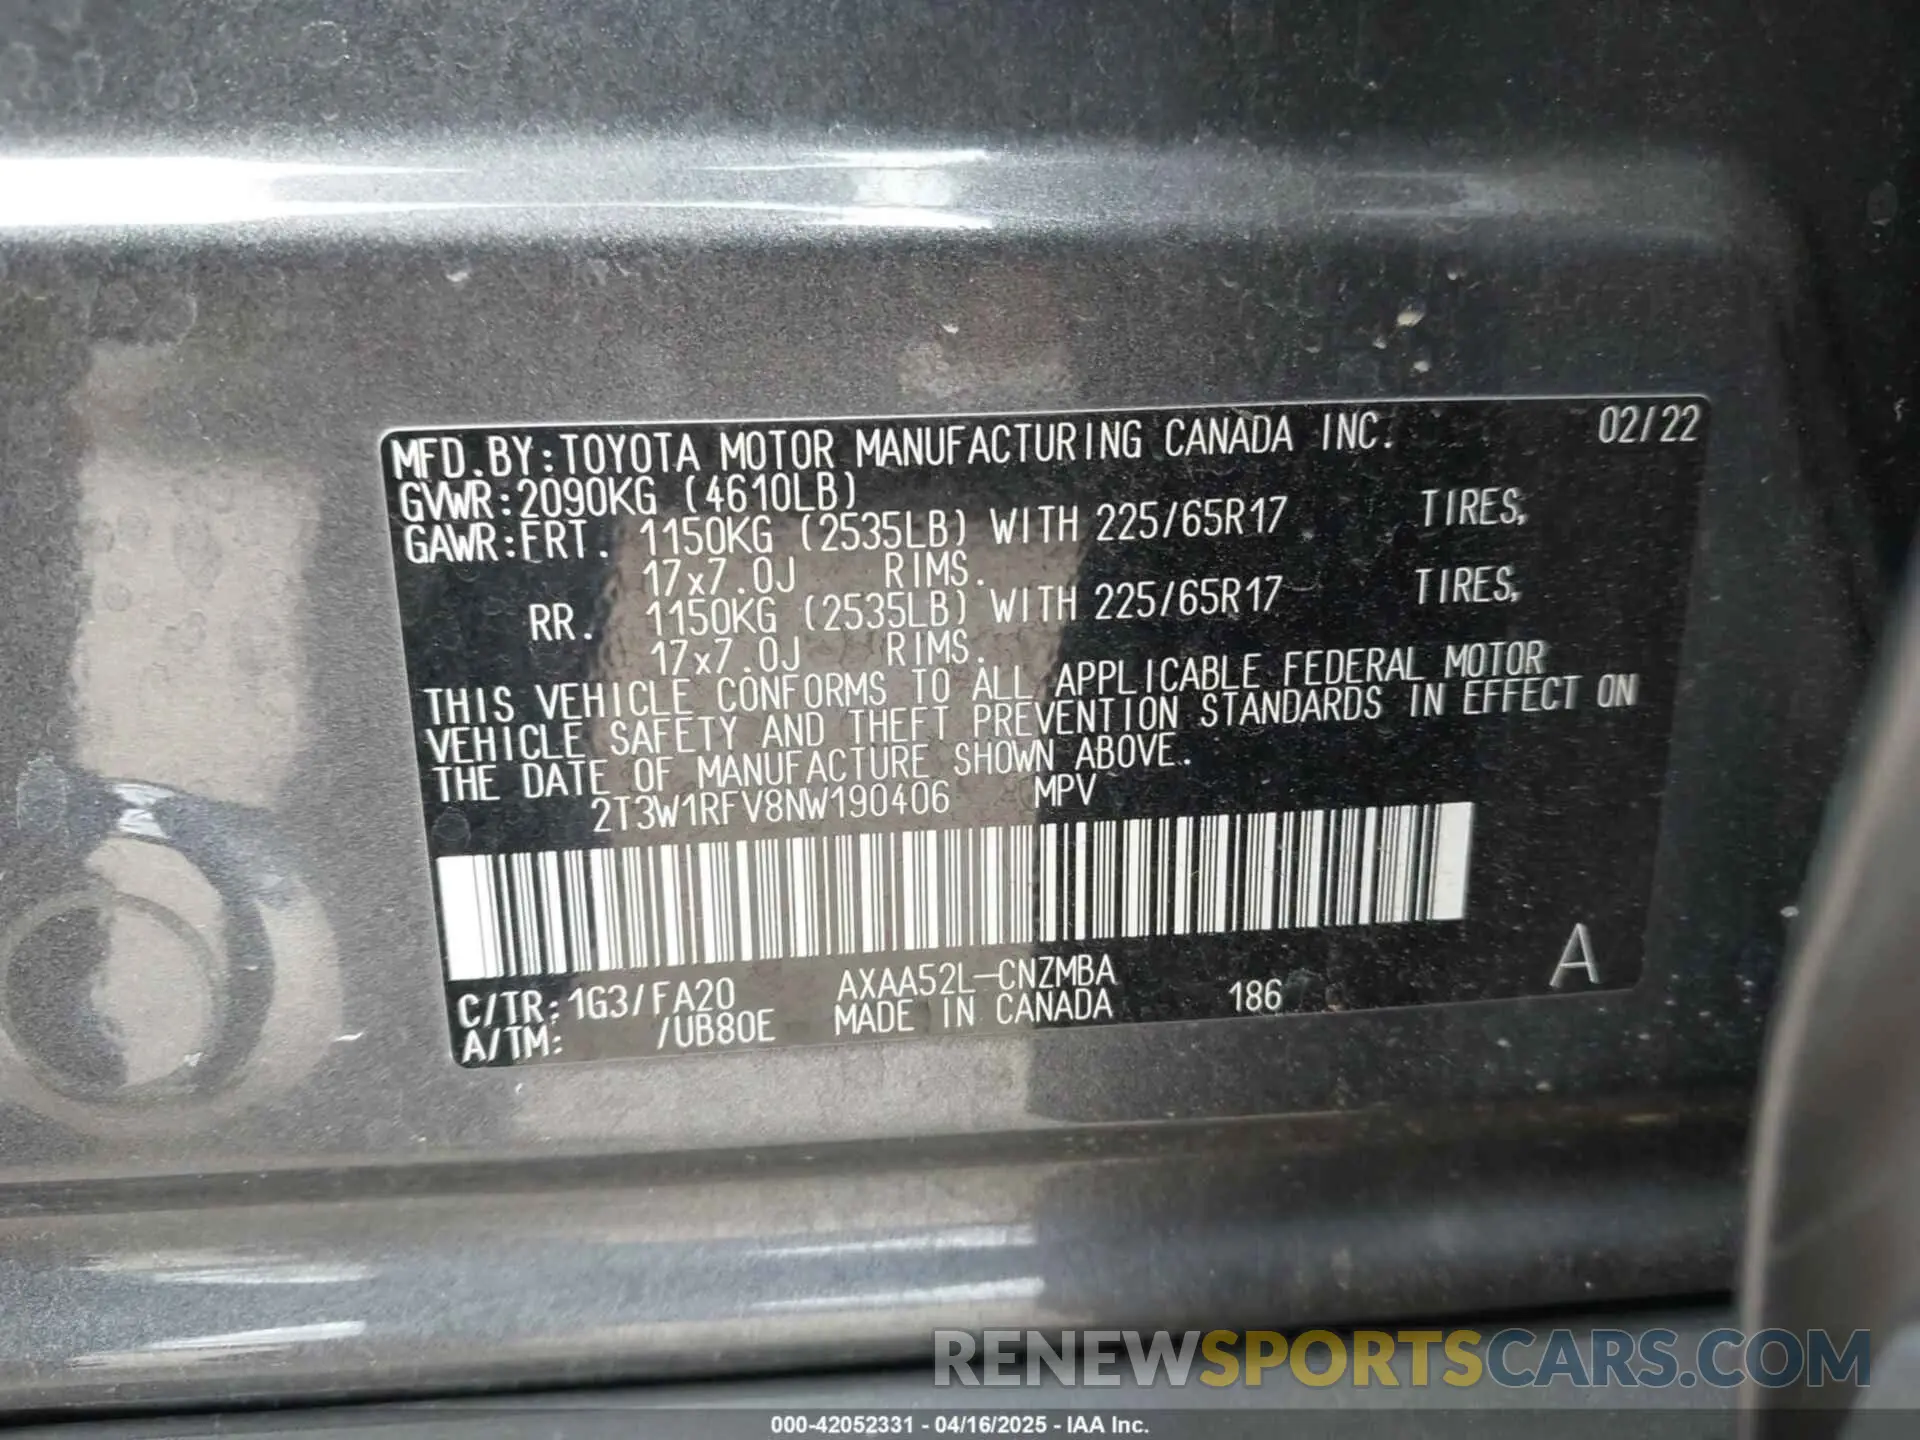 MFD.BY:TOYOTA MOTOR MANUFACTURING CANADA INC. 02/22
GVWR:2090KG (4610LB)
GAWR:FRT. 1150KG (2535LB) WITH 225/65R17 TIRES,
17x7.0J RIMS.
RR. 1150KG (2535LB) WITH 225/65R17 TIRES,
17x7.0J RIMS.
THIS VEHICLE CONFORMS TO ALL APPLICABLE FEDERAL MOTOR
VEHICLE SAFETY AND THEFT PREVENTION STANDARDS IN EFFECT ON
THE DATE OF MANUFACTURE SHOWN ABOVE.
2T3W1RFV8NW190406 MPV
A
C/TR:1G3/FA20 AXAA52L-CNZMBA
A/TM: /UB80E MADE IN CANADA 186
RENEWSPORTSCARS.COM
000-42052331 - 04/16/2025 - IAA Inc.